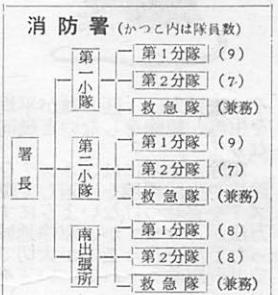 消防署(かつこ内は隊員数)
署長
第一小隊
第1分隊 (9)
第2分隊 (7)
救急隊 (兼務)
第二小隊
第1分隊 (9)
第2分隊 (7)
救急隊 (兼務)
南出張所
第1分隊 (8)
第2分隊 (8)
救急隊 (兼務)